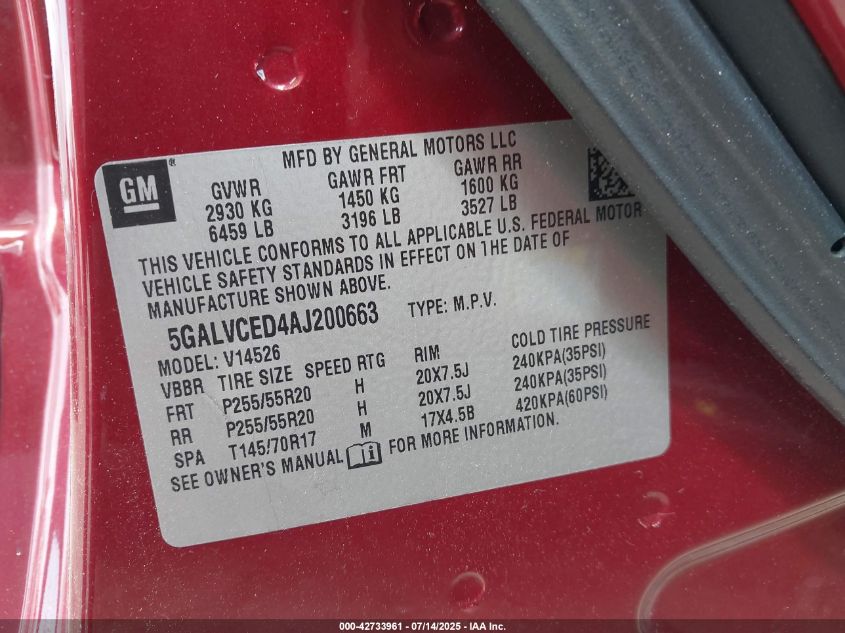 MFD BY GENERAL MOTORS LLC
GM®
GVWR GAWR FRT GAWR RR
2930 KG 1450 KG 1600 KG
6459 LB 3196 LB 3527 LB
THIS VEHICLE CONFORMS TO ALL APPLICABLE U.S. FEDERAL MOTOR
VEHICLE SAFETY STANDARDS IN EFFECT ON THE DATE OF
MANUFACTURE SHOWN ABOVE.
5GALVCED4AJ200663 TYPE: M.P.V.
MODEL: V14526
VBBR TIRE SIZE SPEED RTG RIM COLD TIRE PRESSURE
FRT P255/55R20 H 20X7.5J 240KPA(35PSI)
RR P255/55R20 H 20X7.5J 240KPA(35PSI)
SPA T145/70R17 M 17X4.5B 420KPA(60PSI)
SEE OWNER'S MANUAL i FOR MORE INFORMATION.
000-42733961 | 07/14/2025 | IAA Inc.